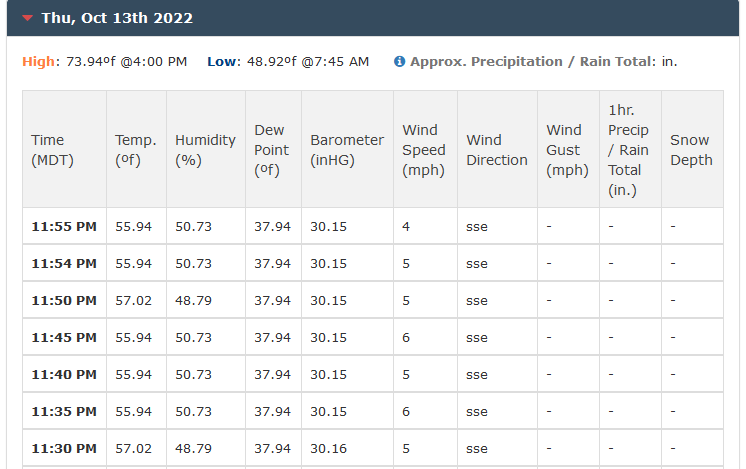 Thu, Oct 13th 2022
High: 73.94ºf @4:00 PM Low: 48.92ºf @7:45 AM Approx. Precipitation / Rain Total: in.
Time (MDT) Temp. (ºf) Humidity (%) Dew Point (ºf) Barometer (inHG) Wind Speed (mph) Wind Direction Wind Gust (mph) 1hr. Precip / Rain Total (in.) Snow Depth
11:55 PM 55.94 50.73 37.94 30.15 4 sse - - -
11:54 PM 55.94 50.73 37.94 30.15 5 sse - - -
11:50 PM 57.02 48.79 37.94 30.15 5 sse - - -
11:45 PM 55.94 50.73 37.94 30.15 6 sse - - -
11:40 PM 55.94 50.73 37.94 30.15 5 sse - - -
11:35 PM 55.94 50.73 37.94 30.15 6 sse - - -
11:30 PM 57.02 48.79 37.94 30.16 5 sse - - -